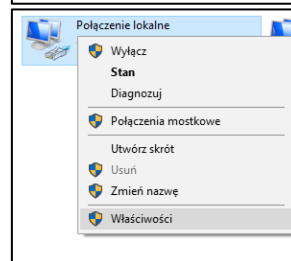 Połączenie lokalne
Wyłącz
Stan
Diagnozuj
Połączenia mostkowe
Utwórz skrót
Usuń
Zmień nazwę
Właściwości